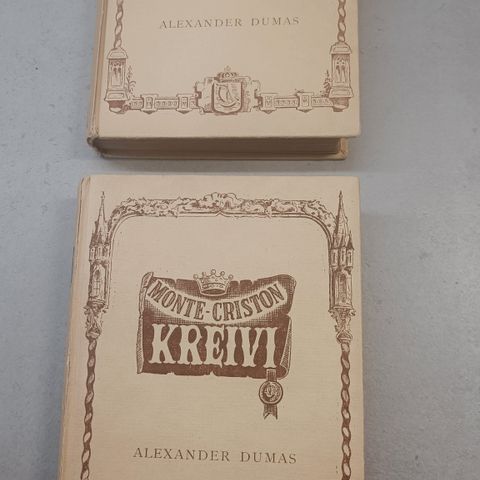 ALEXANDER DUMAS
MONTE-CRISTON
KREIVI
ALEXANDER DUMAS